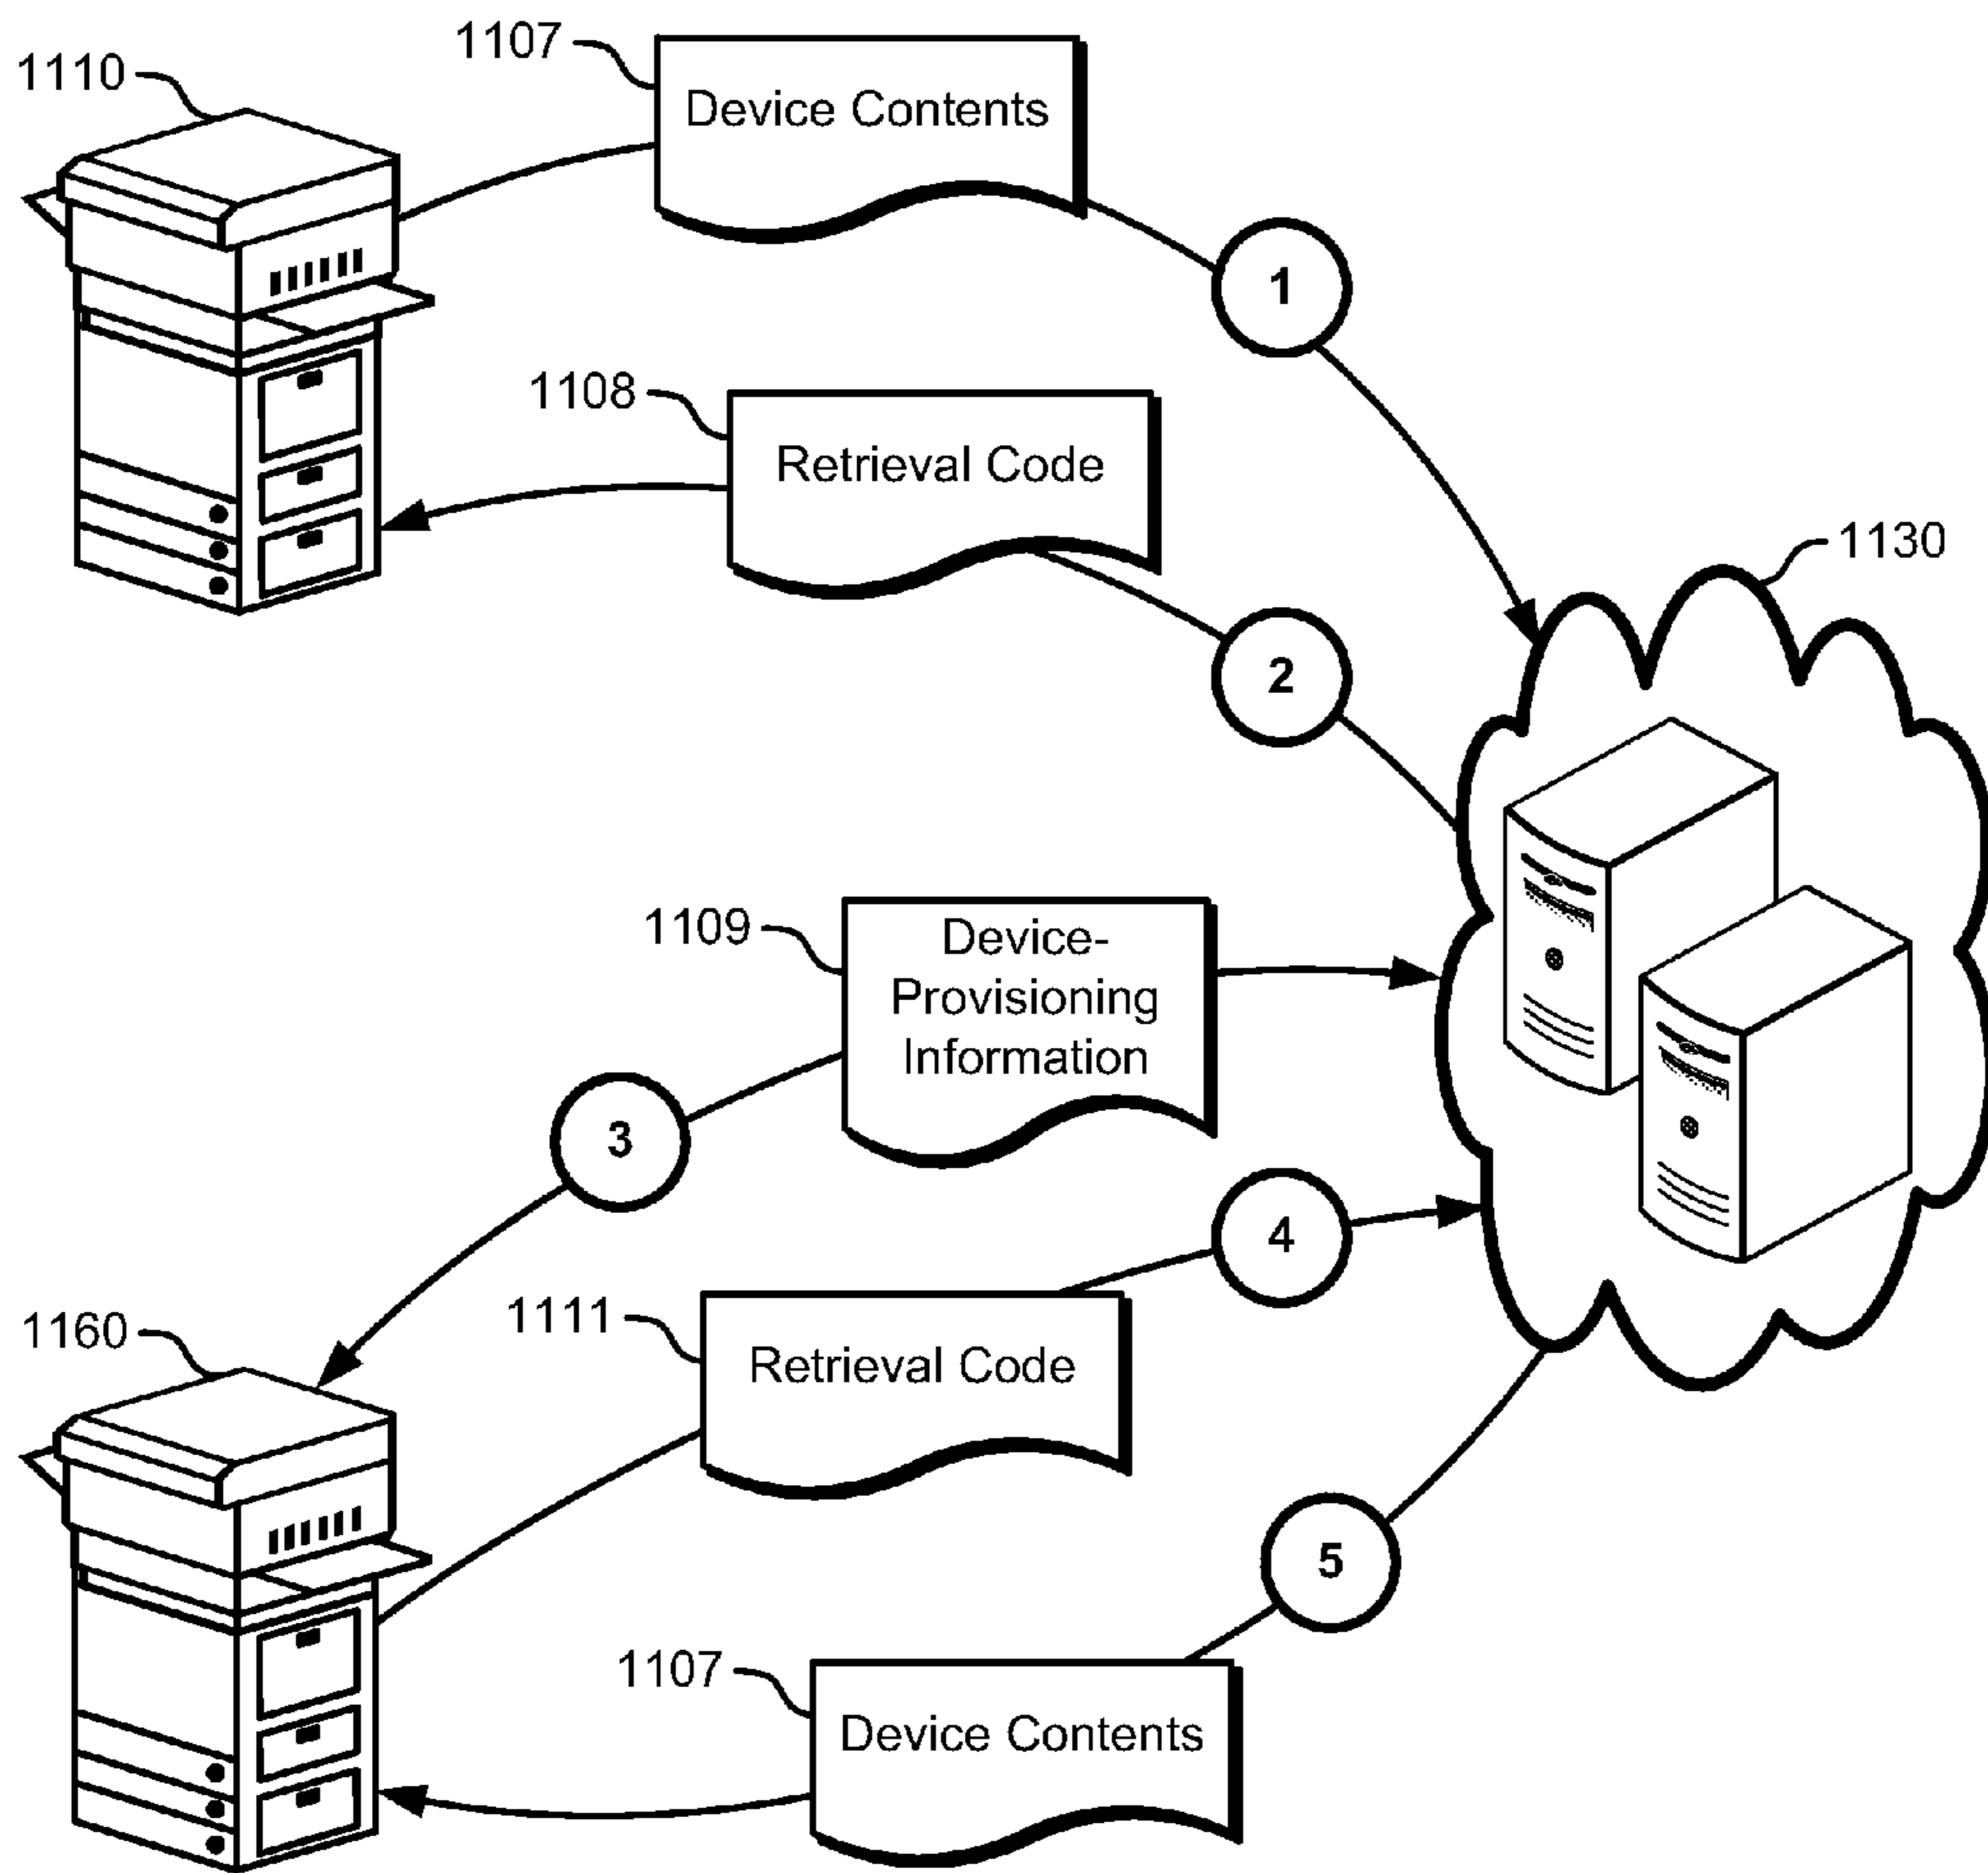 1107
1110
Device Contents
1
1108
Retrieval Code
1130
2
1109
Device-
Provisioning
Information
3
4
1111
1160
Retrieval Code
5
1107
Device Contents